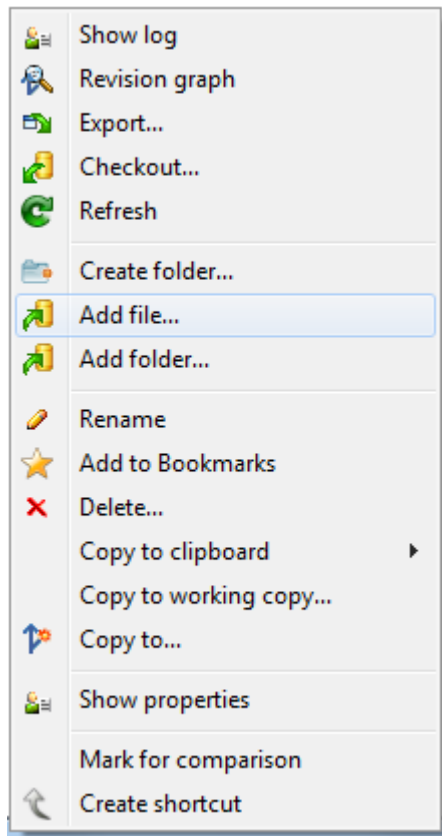 Show log
Revision graph
Export...
Checkout...
Refresh
Create folder...
Add file...
Add folder...
Rename
Add to Bookmarks
Delete...
Copy to clipboard
Copy to working copy...
Copy to...
Show properties
Mark for comparison
Create shortcut